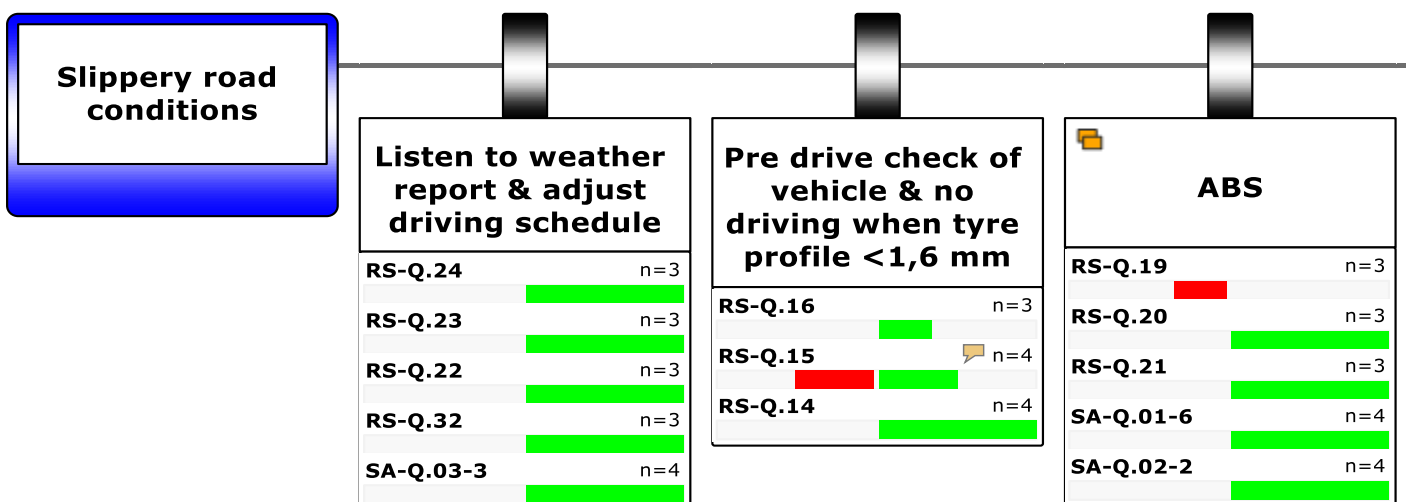 Slippery road
conditions
Listen to weather
report & adjust
driving schedule
RS-Q.24 n=3
RS-Q.23 n=3
RS-Q.22 n=3
RS-Q.32 n=3
SA-Q.03-3 n=4
Pre drive check of
vehicle & no
driving when tyre
profile <1,6 mm
RS-Q.16 n=3
RS-Q.15 n=4
RS-Q.14 n=4
ABS
RS-Q.19 n=3
RS-Q.20 n=3
RS-Q.21 n=3
SA-Q.01-6 n=4
SA-Q.02-2 n=4